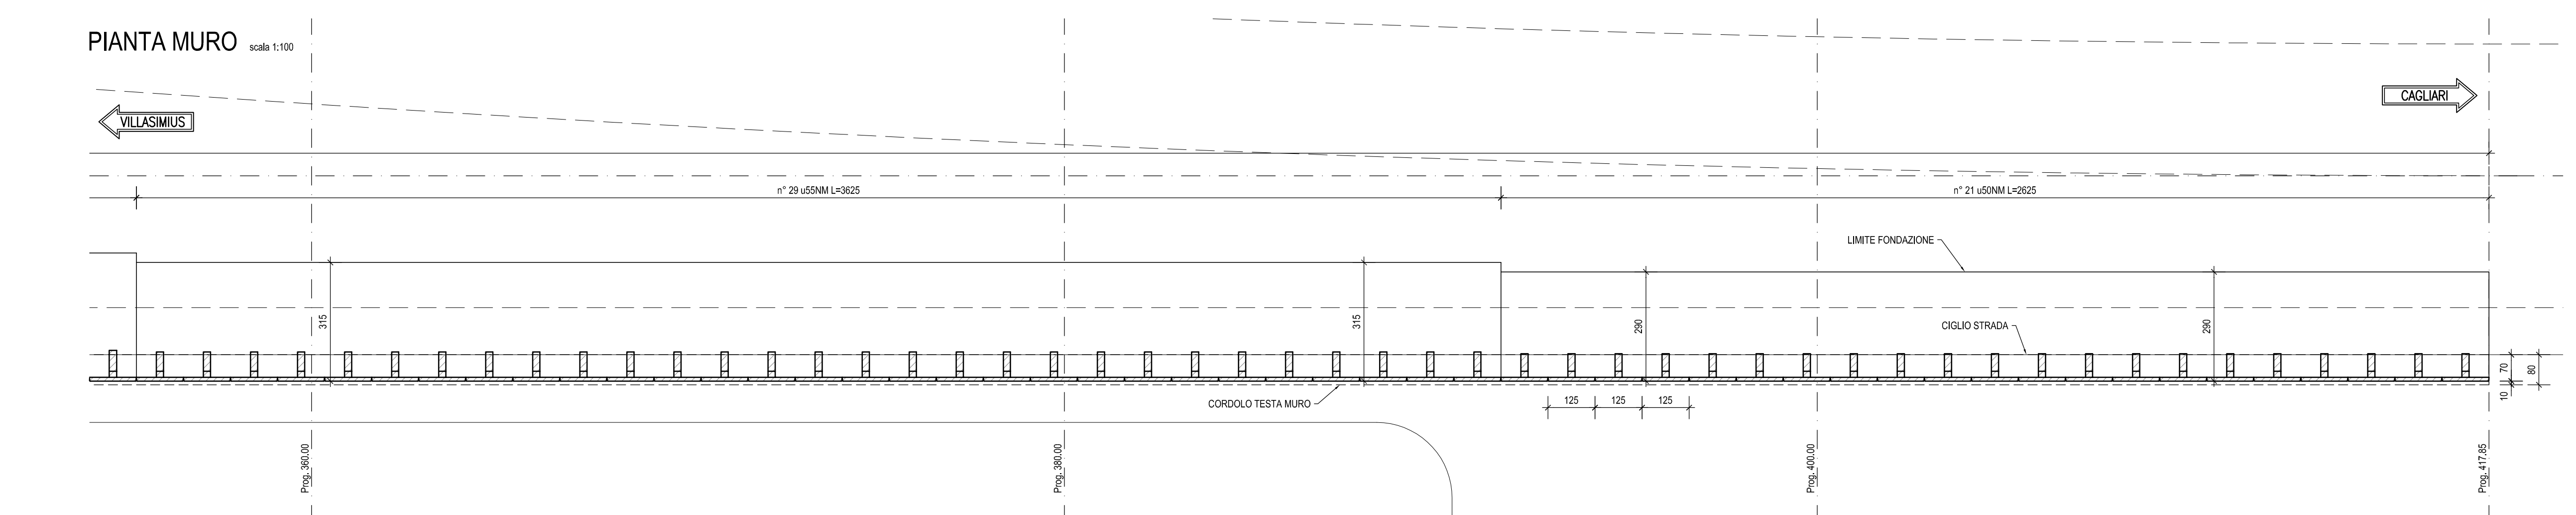 PIANTA MURO scala 1:100
VILLASIMIUS
CAGLIARI
n° 29 u55NM L=3625
n° 21 u50NM L=2625
LIMITE FONDAZIONE
315
315
290
CIGLIO STRADA
290
70
80
10
CORDOLO TESTA MURO
125
125
125
Prog. 360.00
Prog. 380.00
Prog. 400.00
Prog. 417.85